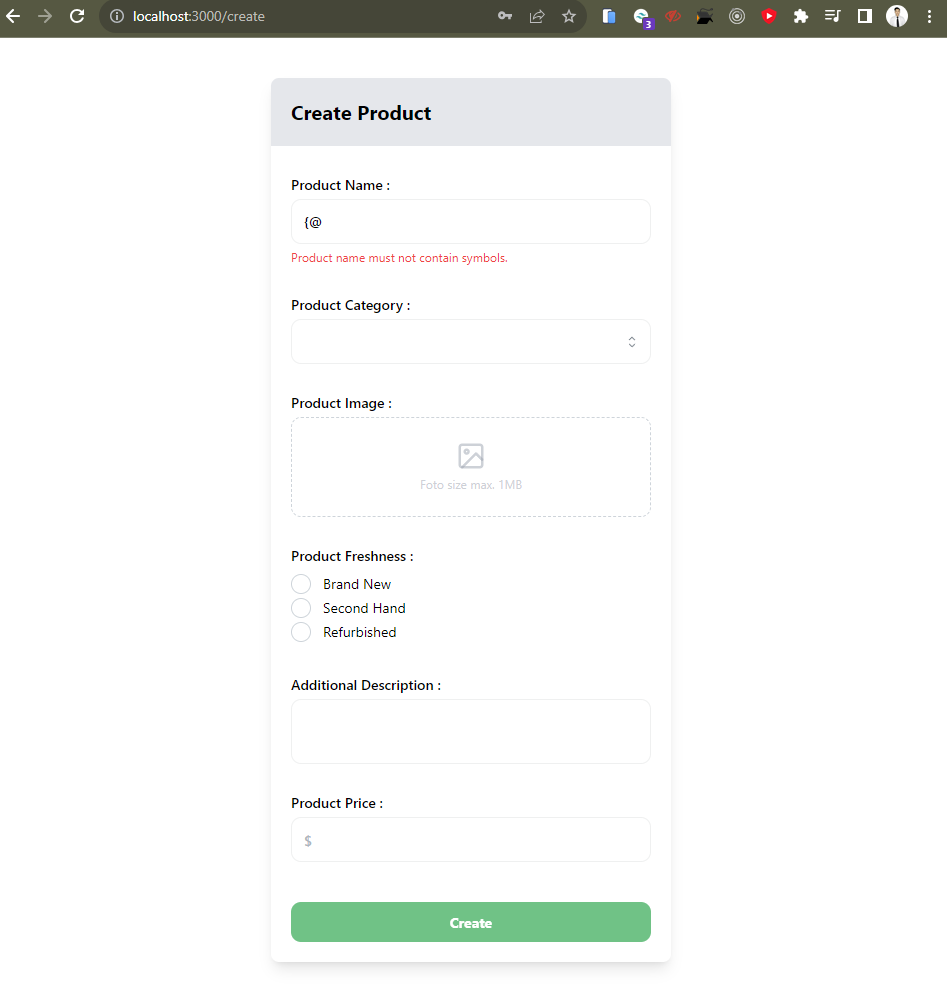 localhost:3000/create
3
Create Product
Product Name :
{@
Product name must not contain symbols.
Product Category :
Product Image :
Foto size max. 1MB
Product Freshness :
Brand New
Second Hand
Refurbished
Additional Description :
Product Price :
$
Create